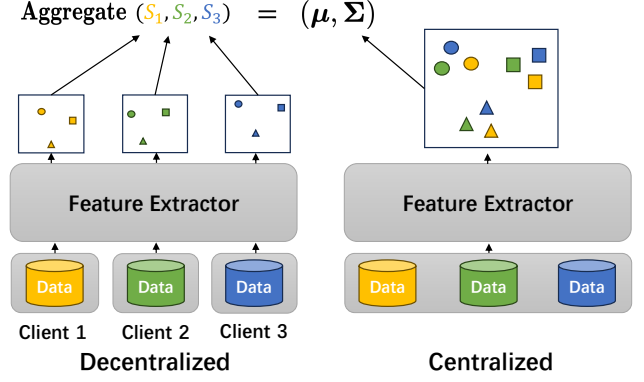 Aggregate (S₁, S₂, S₃) = (μ, Σ)
Feature Extractor Feature Extractor
Data Data Data Data Data Data
Client 1 Client 2 Client 3
Decentralized Centralized